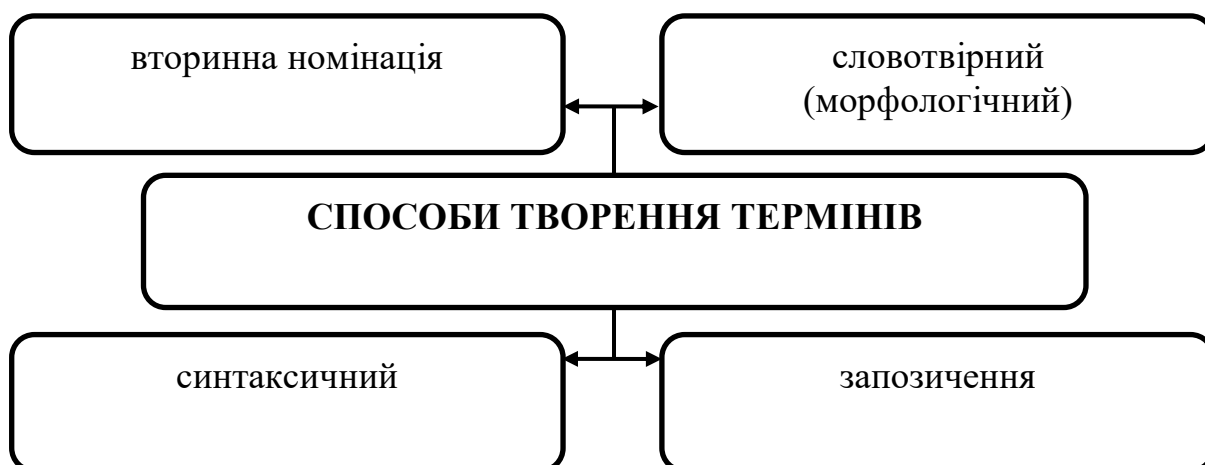 вторинна номінація
словотвірний
(морфологічний)
СПОСОБИ ТВОРЕННЯ ТЕРМІНІВ
синтаксичний
запозичення